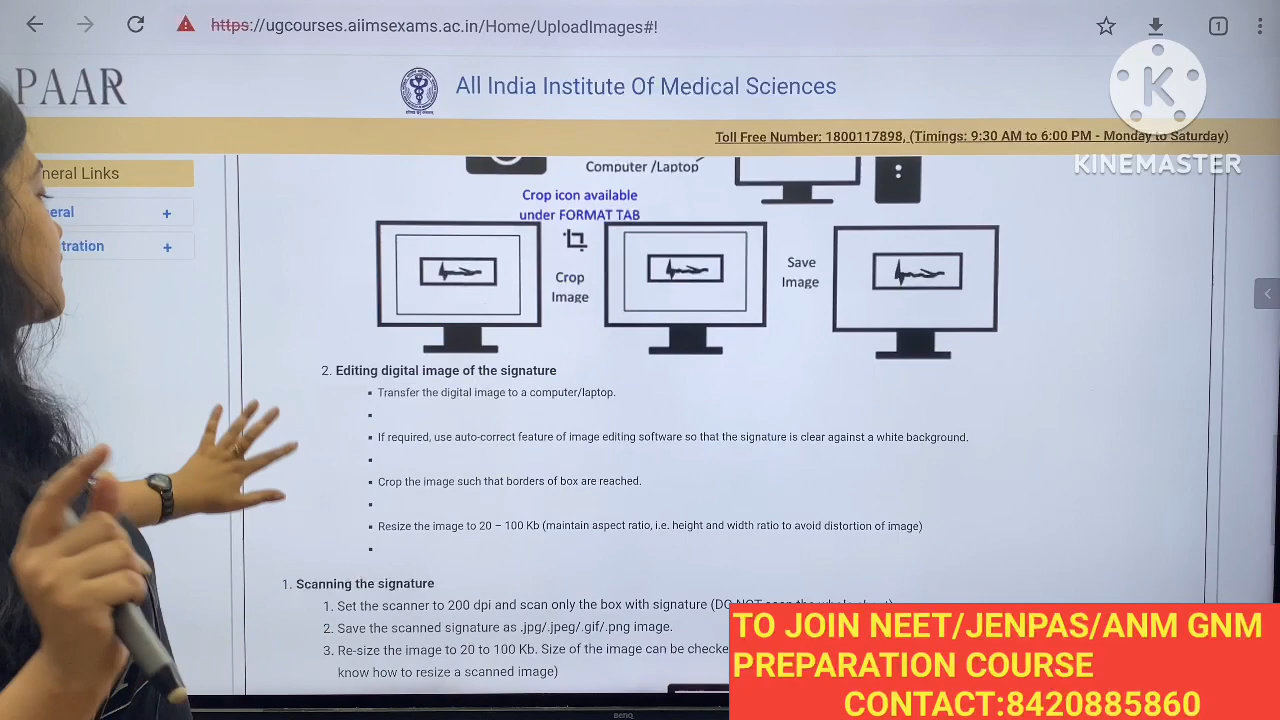 https://ugcourses.aiimsexams.ac.in/Home/UploadImages#!
1
PAAR
All India Institute Of Medical Sciences
Toll Free Number: 1800117898, (Timings: 9:30 AM to 6:00 PM - Monday to Saturday)
K
KINEMASTER
neral Links
eral +
tration +
Computer /Laptop
Crop icon available
under FORMAT TAB
Crop
Image
Save
Image
2. Editing digital image of the signature
Transfer the digital image to a computer/laptop.
If required, use auto-correct feature of image editing software so that the signature is clear against a white background.
Crop the image such that borders of box are reached.
Resize the image to 20 – 100 Kb (maintain aspect ratio, i.e. height and width ratio to avoid distortion of image)
1. Scanning the signature
1. Set the scanner to 200 dpi and scan only the box with signature (DO NOT scan the whole sheet)
2. Save the scanned signature as .jpg/.jpeg/.gif/.png image.
3. Re-size the image to 20 to 100 Kb. Size of the image can be checke
know how to resize a scanned image)
TO JOIN NEET/JENPAS/ANM GNM
PREPARATION COURSE
CONTACT:8420885860
BENQ